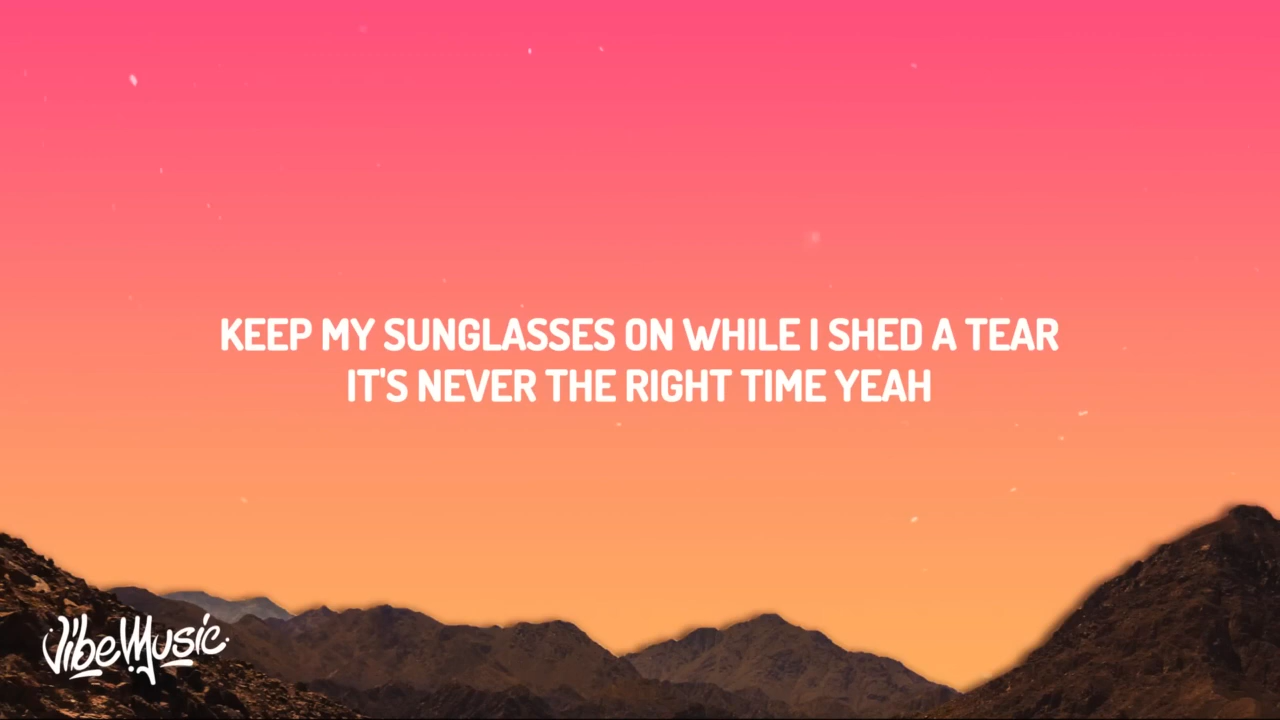 KEEP MY SUNGLASSES ON WHILE I SHED A TEAR
IT'S NEVER THE RIGHT TIME YEAH
VibeMusic